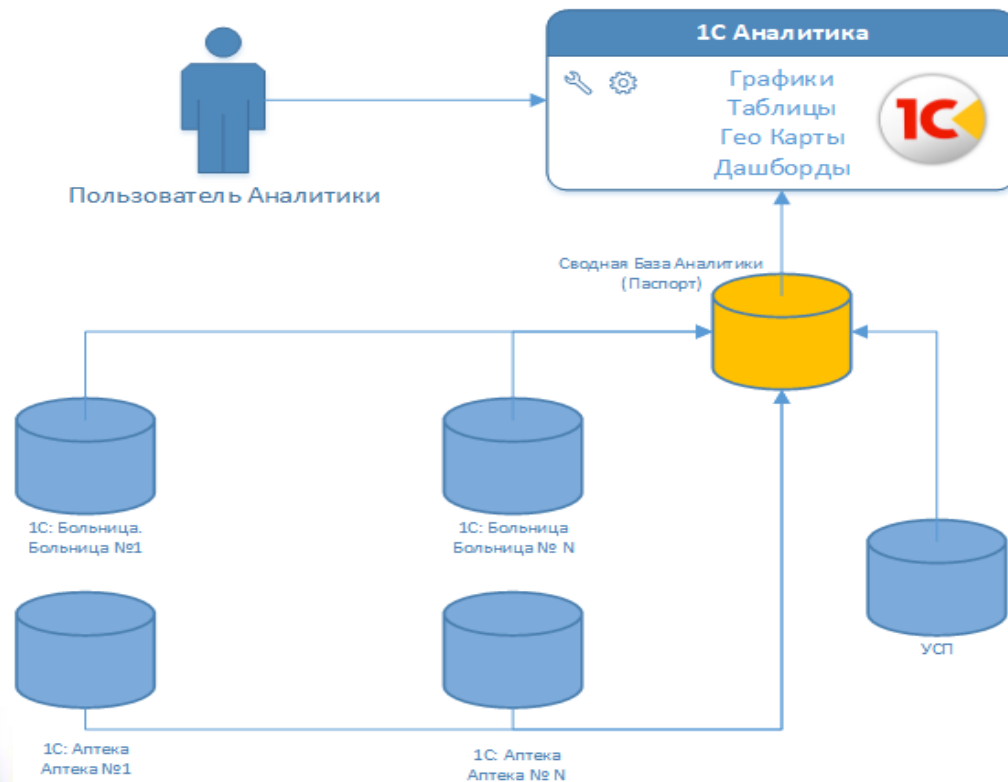 1С Аналитика
Графики
Таблицы
Гео Карты
Дашборды
1С
Пользователь Аналитики
Сводная База Аналитики
(Паспорт)
1С: Больница.
Больница №1
1С: Больница
Больница № N
УСП
1С: Аптека
Аптека №1
1С: Аптека
Аптека № N